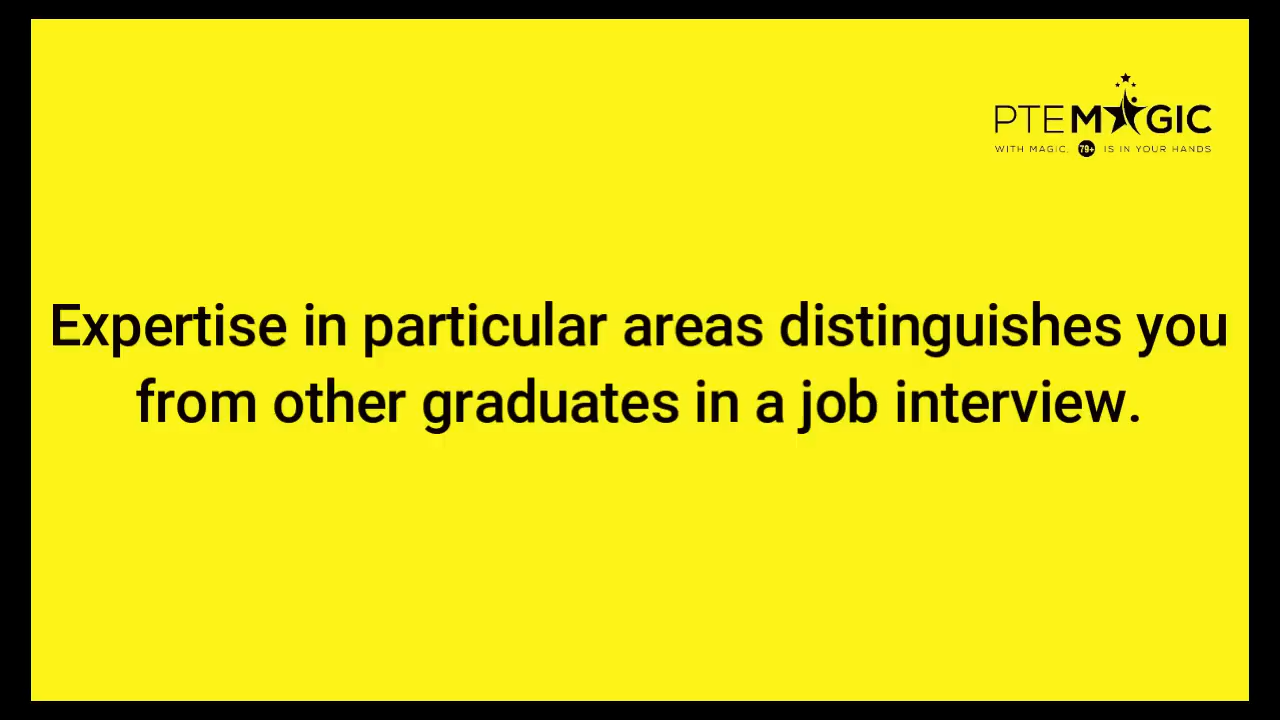 PTEMAGIC
WITH MAGIC, 79+ IS IN YOUR HANDS
Expertise in particular areas distinguishes you
from other graduates in a job interview.